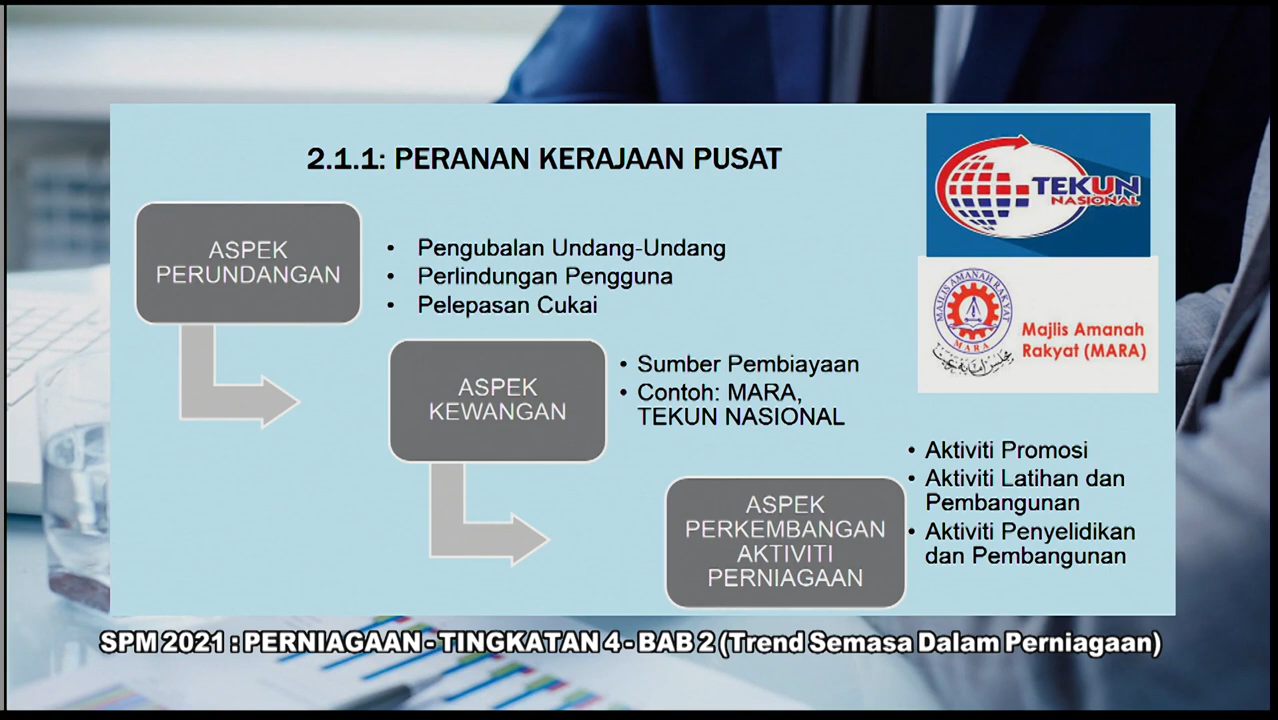 2.1.1: PERANAN KERAJAAN PUSAT
TEKUN
NASIONAL
ASPEK
PERUNDANGAN
• Pengubalan Undang-Undang
• Perlindungan Pengguna
• Pelepasan Cukai
MAJLIS AMANAH RAKYAT
MARA
Majlis Amanah
Rakyat (MARA)
ASPEK
KEWANGAN
• Sumber Pembiayaan
• Contoh: MARA,
TEKUN NASIONAL
ASPEK
PERKEMBANGAN
AKTIVITI
PERNIAGAAN
• Aktiviti Promosi
• Aktiviti Latihan dan
Pembangunan
• Aktiviti Penyelidikan
dan Pembangunan
SPM 2021 : PERNIAGAAN - TINGKATAN 4 - BAB 2 (Trend Semasa Dalam Perniagaan)